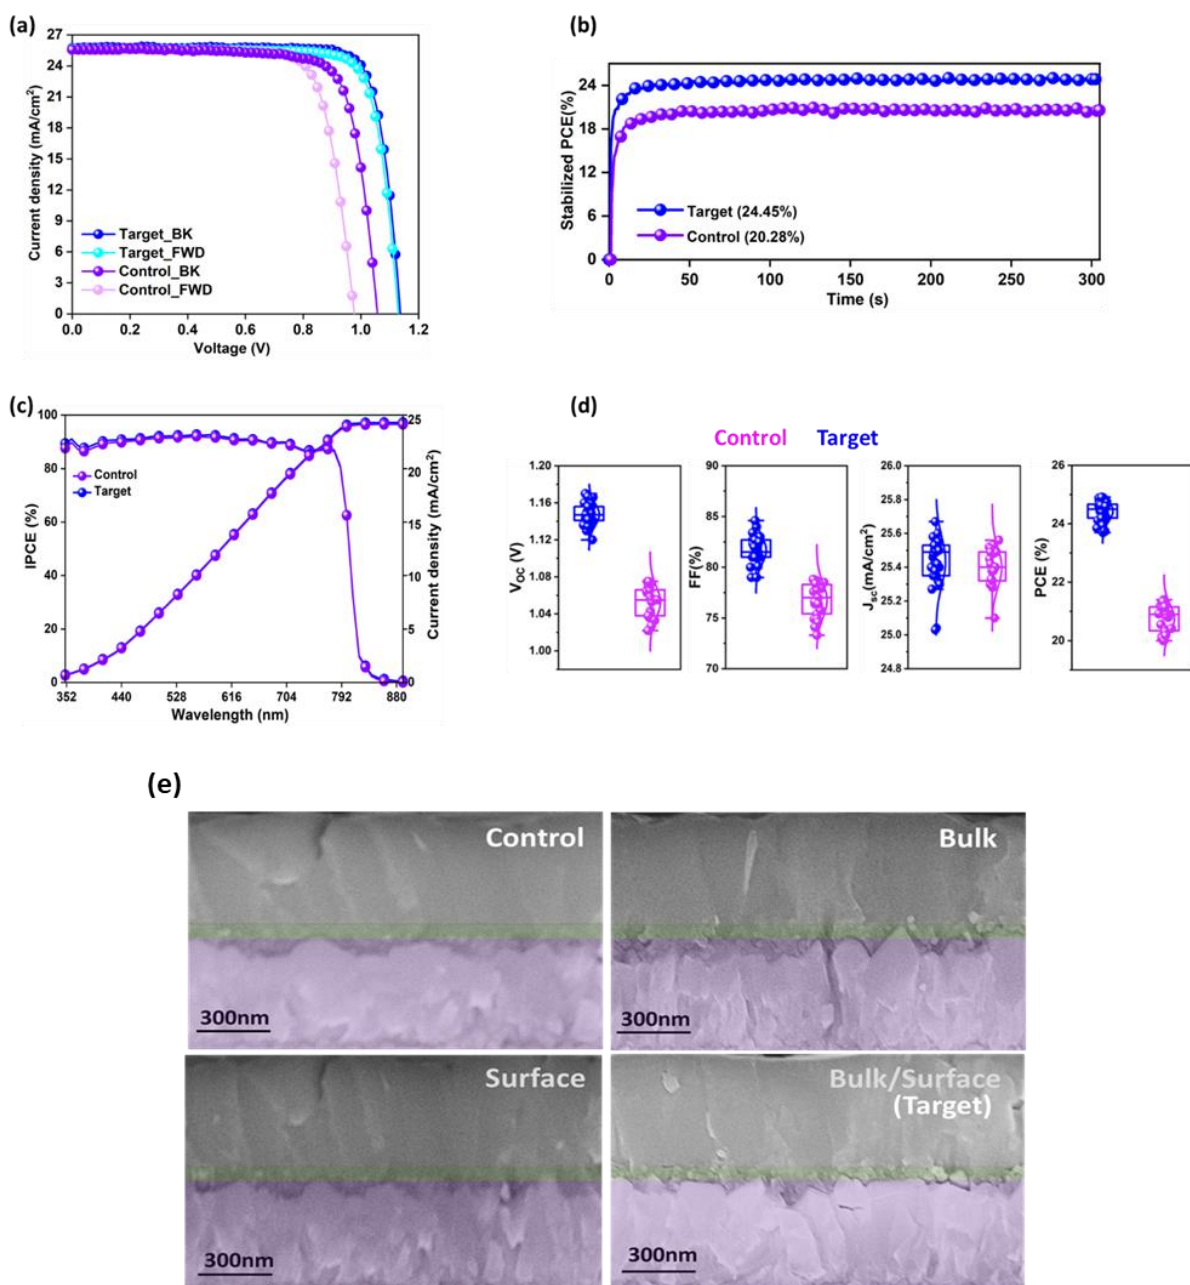 (a)
27
24
21
18
15
12
9
6
3
0
Current density (mA/cm²)
Target_BK
Target_FWD
Control_BK
Control_FWD
0.0 0.2 0.4 0.6 0.8 1.0 1.2
Voltage (V)
(b)
24
18
12
6
0
Stabilized PCE(%)
Target (24.45%)
Control (20.28%)
0 50 100 150 200 250 300
Time (s)
(c)
100
80
60
40
20
0
IPCE (%)
Control
Target
25
20
15
10
5
0
Current density (mA/cm²)
352 440 528 616 704 792 880
Wavelength (nm)
(d)
Control Target
1.20
1.16
1.12
1.08
1.04
1.00
V_OC (V)
90
85
80
75
70
FF(%)
26.0
25.8
25.6
25.4
25.2
25.0
24.8
J_sc(mA/cm²)
26
24
22
20
PCE (%)
(e)
Control
300nm
Bulk
300nm
Surface
300nm
Bulk/Surface
(Target)
300nm